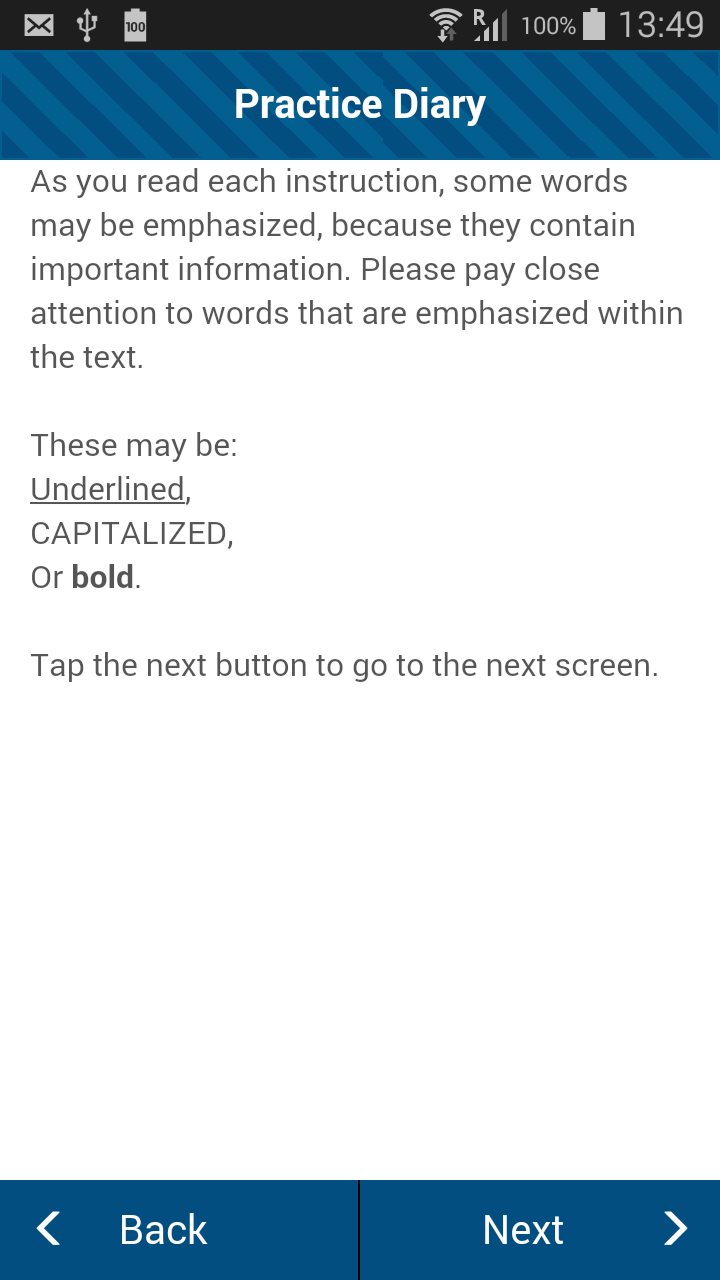 100 R 100% 13:49
Practice Diary
As you read each instruction, some words
may be emphasized, because they contain
important information. Please pay close
attention to words that are emphasized within
the text.
These may be:
Underlined,
CAPITALIZED,
Or bold.
Tap the next button to go to the next screen.
Back Next